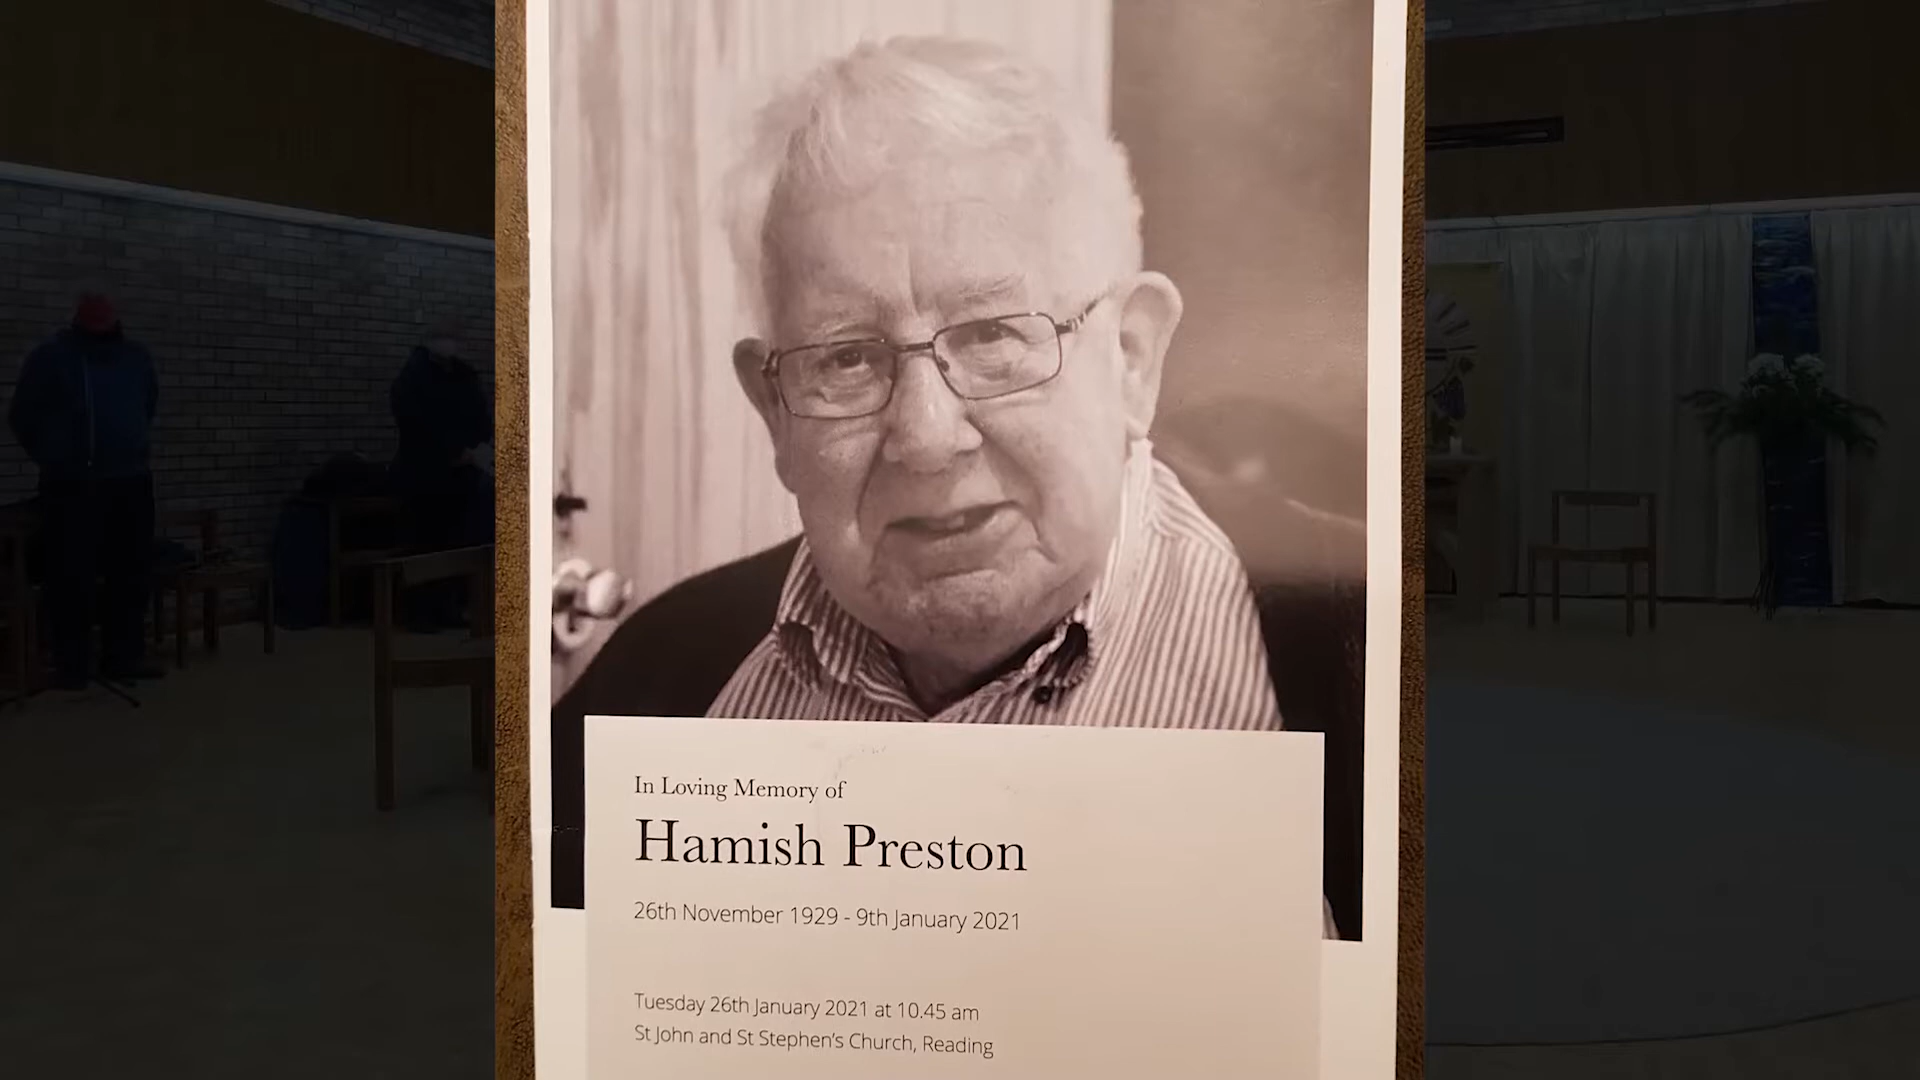 In Loving Memory of
Hamish Preston
26th November 1929 - 9th January 2021
Tuesday 26th January 2021 at 10.45 am
St John and St Stephen's Church, Reading